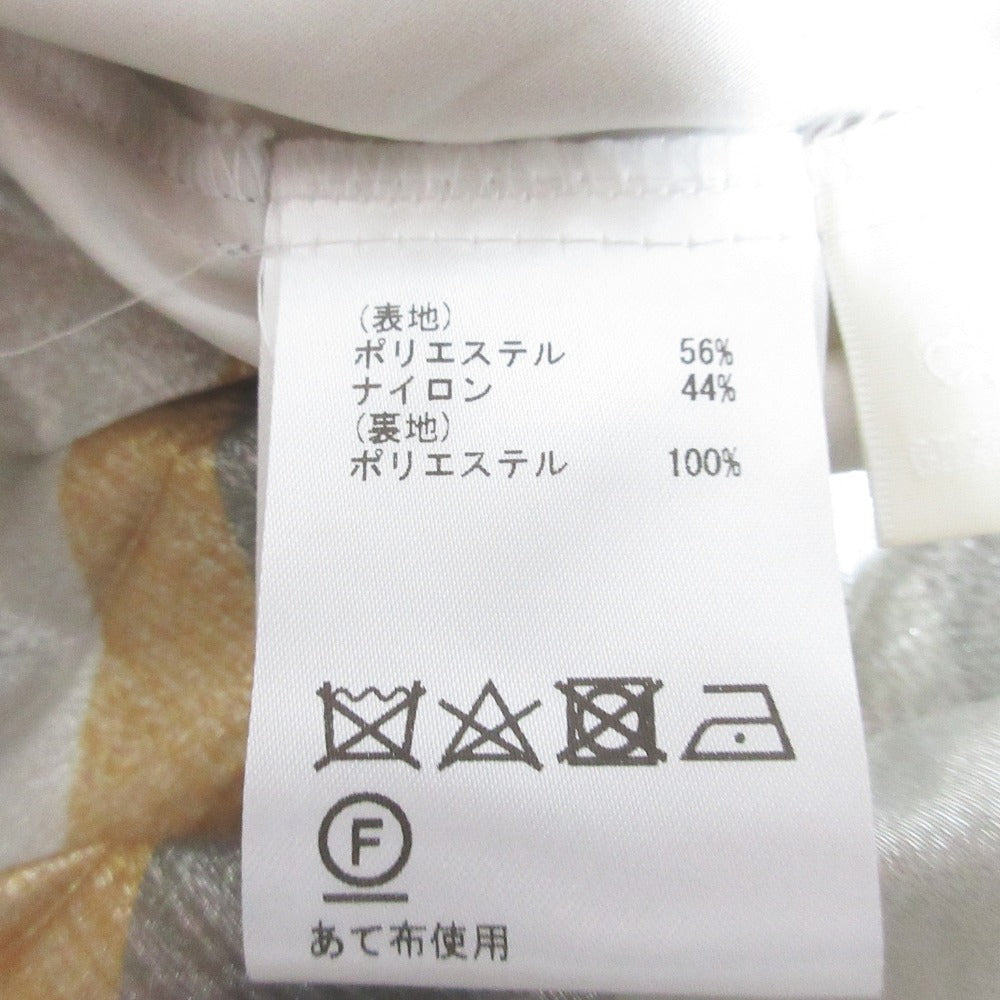 (表地)
ポリエステル 56%
ナイロン 44%
(裏地)
ポリエステル 100%
F
あて布使用